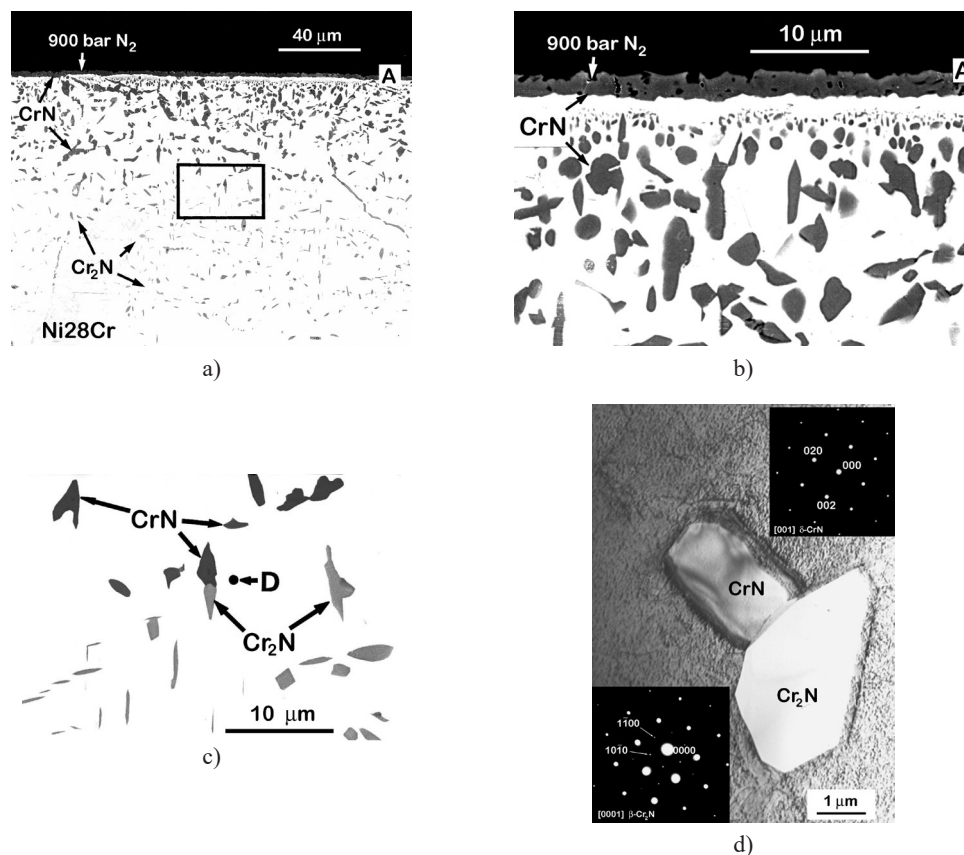 900 bar N₂
40 µm
A
CrN
Cr₂N
Ni28Cr
a)
900 bar N₂
10 µm
A
CrN
b)
CrN
D
Cr₂N
10 µm
c)
020
000
002
[001] δ-CrN
CrN
Cr₂N
1100
1010
0000
[0001] β-Cr₂N
1 µm
d)